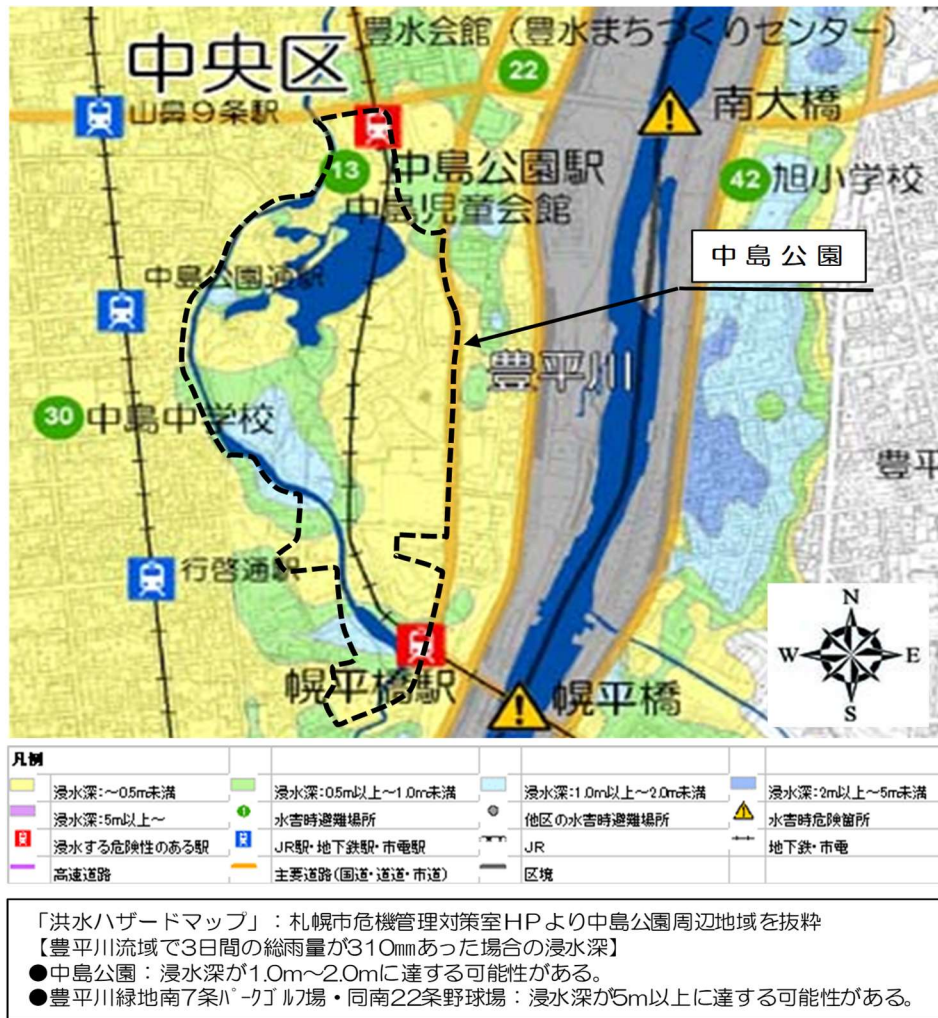 豊水会館(豊水まちづくりセンター)
中央区
22
山鼻9条駅
南大橋
13
中島公園駅
42 旭小学校
中島児童会館
中島公園
中島公園通駅
豊平川
30 中島中学校
豊平
行啓通駅
N
W E
S
幌平橋駅
幌平橋
凡例
浸水深:~0.5m未満 浸水深:0.5m以上~1.0m未満 浸水深:1.0m以上~2.0m未満 浸水深:2m以上~5m未満
浸水深:5m以上~ 水害時避難場所 他区の水害時避難場所 水害時危険箇所
浸水する危険性のある駅 JR駅・地下鉄駅・市電駅 JR 地下鉄・市電
高速道路 主要道路(国道・道道・市道) 区境
「洪水ハザードマップ」:札幌市危機管理対策室HPより中島公園周辺地域を抜粋
【豊平川流域で3日間の総雨量が310㎜あった場合の浸水深】
●中島公園:浸水深が1.0m~2.0mに達する可能性がある。
●豊平川緑地南7条パークゴルフ場・同南22条野球場:浸水深が5m以上に達する可能性がある。